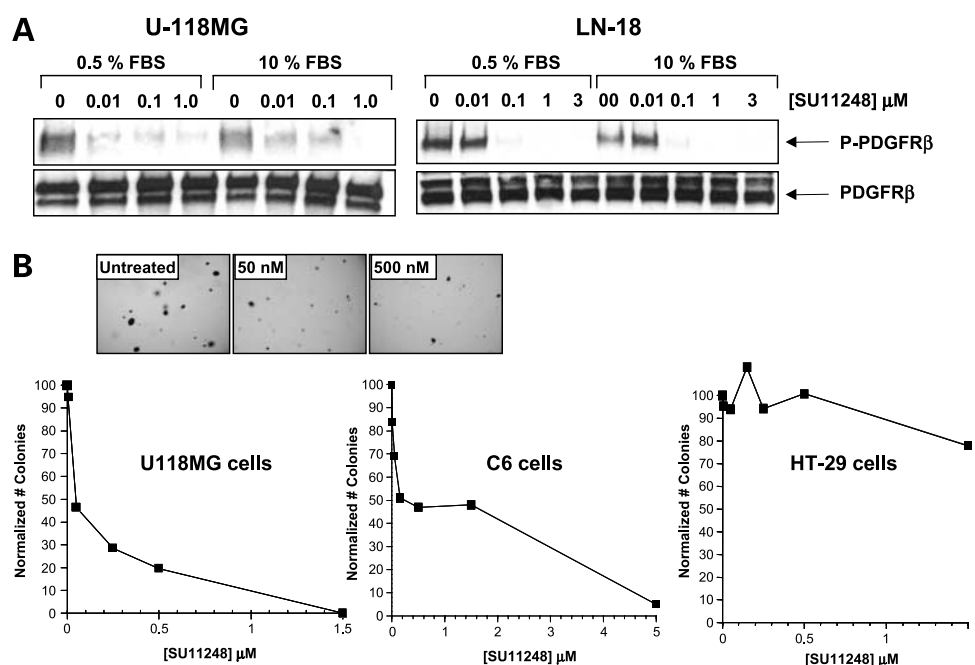 A
U-118MG
LN-18
0.5 % FBS
10 % FBS
0.5 % FBS
10 % FBS
0 0.01 0.1 1.0 0 0.01 0.1 1.0
0 0.01 0.1 1 3 00 0.01 0.1 1 3 [SU11248] μM
P-PDGFRβ
PDGFRβ
B
Untreated
50 nM
500 nM
Normalized # Colonies
100
90
80
70
60
50
40
30
20
10
0
U118MG cells
0 0.5 1 1.5
[SU11248] μM
Normalized # Colonies
100
90
80
70
60
50
40
30
20
10
0
C6 cells
0 1 2 3 4 5
[SU11248] μM
Normalized # Colonies
100
90
80
70
60
50
40
30
20
10
0
HT-29 cells
0 0.5 1
[SU11248] μM